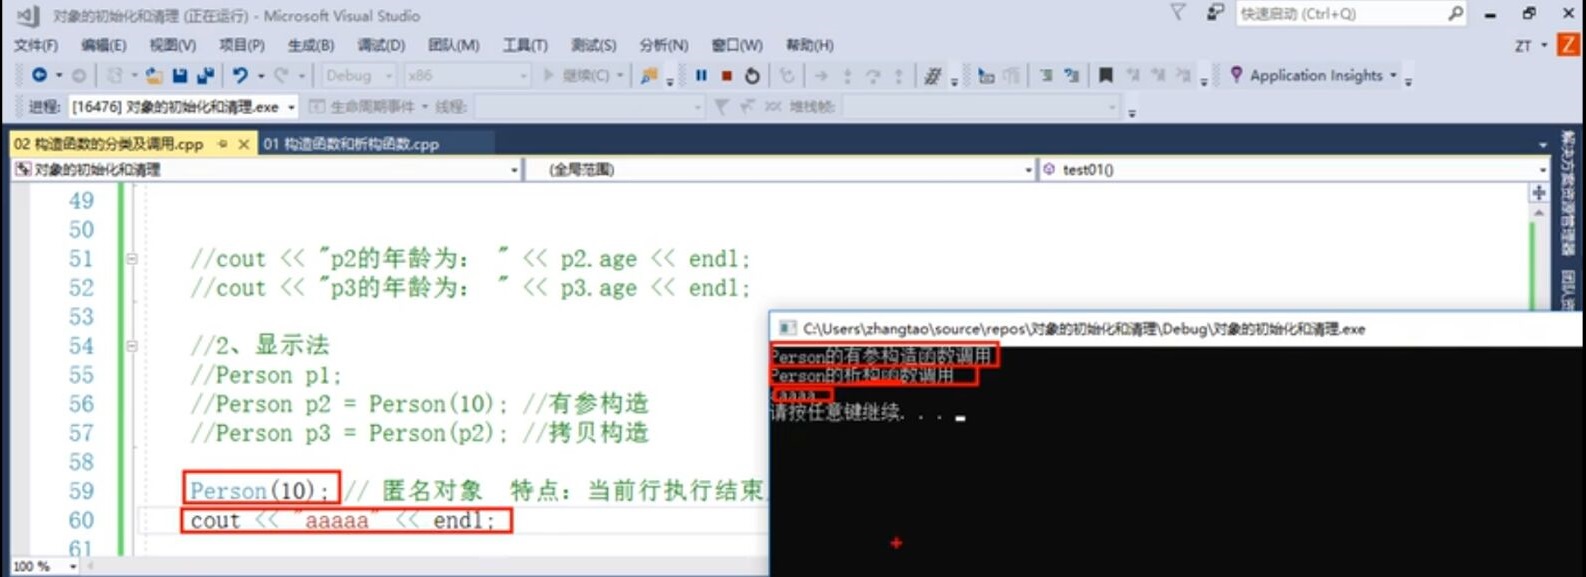 对象的初始化和清理 (正在运行) - Microsoft Visual Studio
快速启动 (Ctrl+Q)
文件(F) 编辑(E) 视图(V) 项目(P) 生成(B) 调试(D) 团队(M) 工具(T) 测试(S) 分析(N) 窗口(W) 帮助(H)
ZT
Z
Debug x86 继续(C) Application Insights
进程: [16476] 对象的初始化和清理.exe 生命周期事件 线程: 堆栈帧:
02 构造函数的分类及调用.cpp 01 构造函数和析构函数.cpp
对象的初始化和清理 (全局范围) test01()
49
50
51 //cout << "p2的年龄为: " << p2.age << endl;
52 //cout << "p3的年龄为: " << p3.age << endl;
53
54 //2、显示法
55 //Person p1;
56 //Person p2 = Person(10); //有参构造
57 //Person p3 = Person(p2); //拷贝构造
58
59 Person(10); // 匿名对象 特点: 当前行执行结束
60 cout << "aaaaa" << endl;
61
100 %
C:\Users\zhangtao\source\repos\对象的初始化和清理\Debug\对象的初始化和清理.exe
Person的有参构造函数调用
Person的析构函数调用
aaaaa
请按任意键继续. . .
解决方案资源管理器